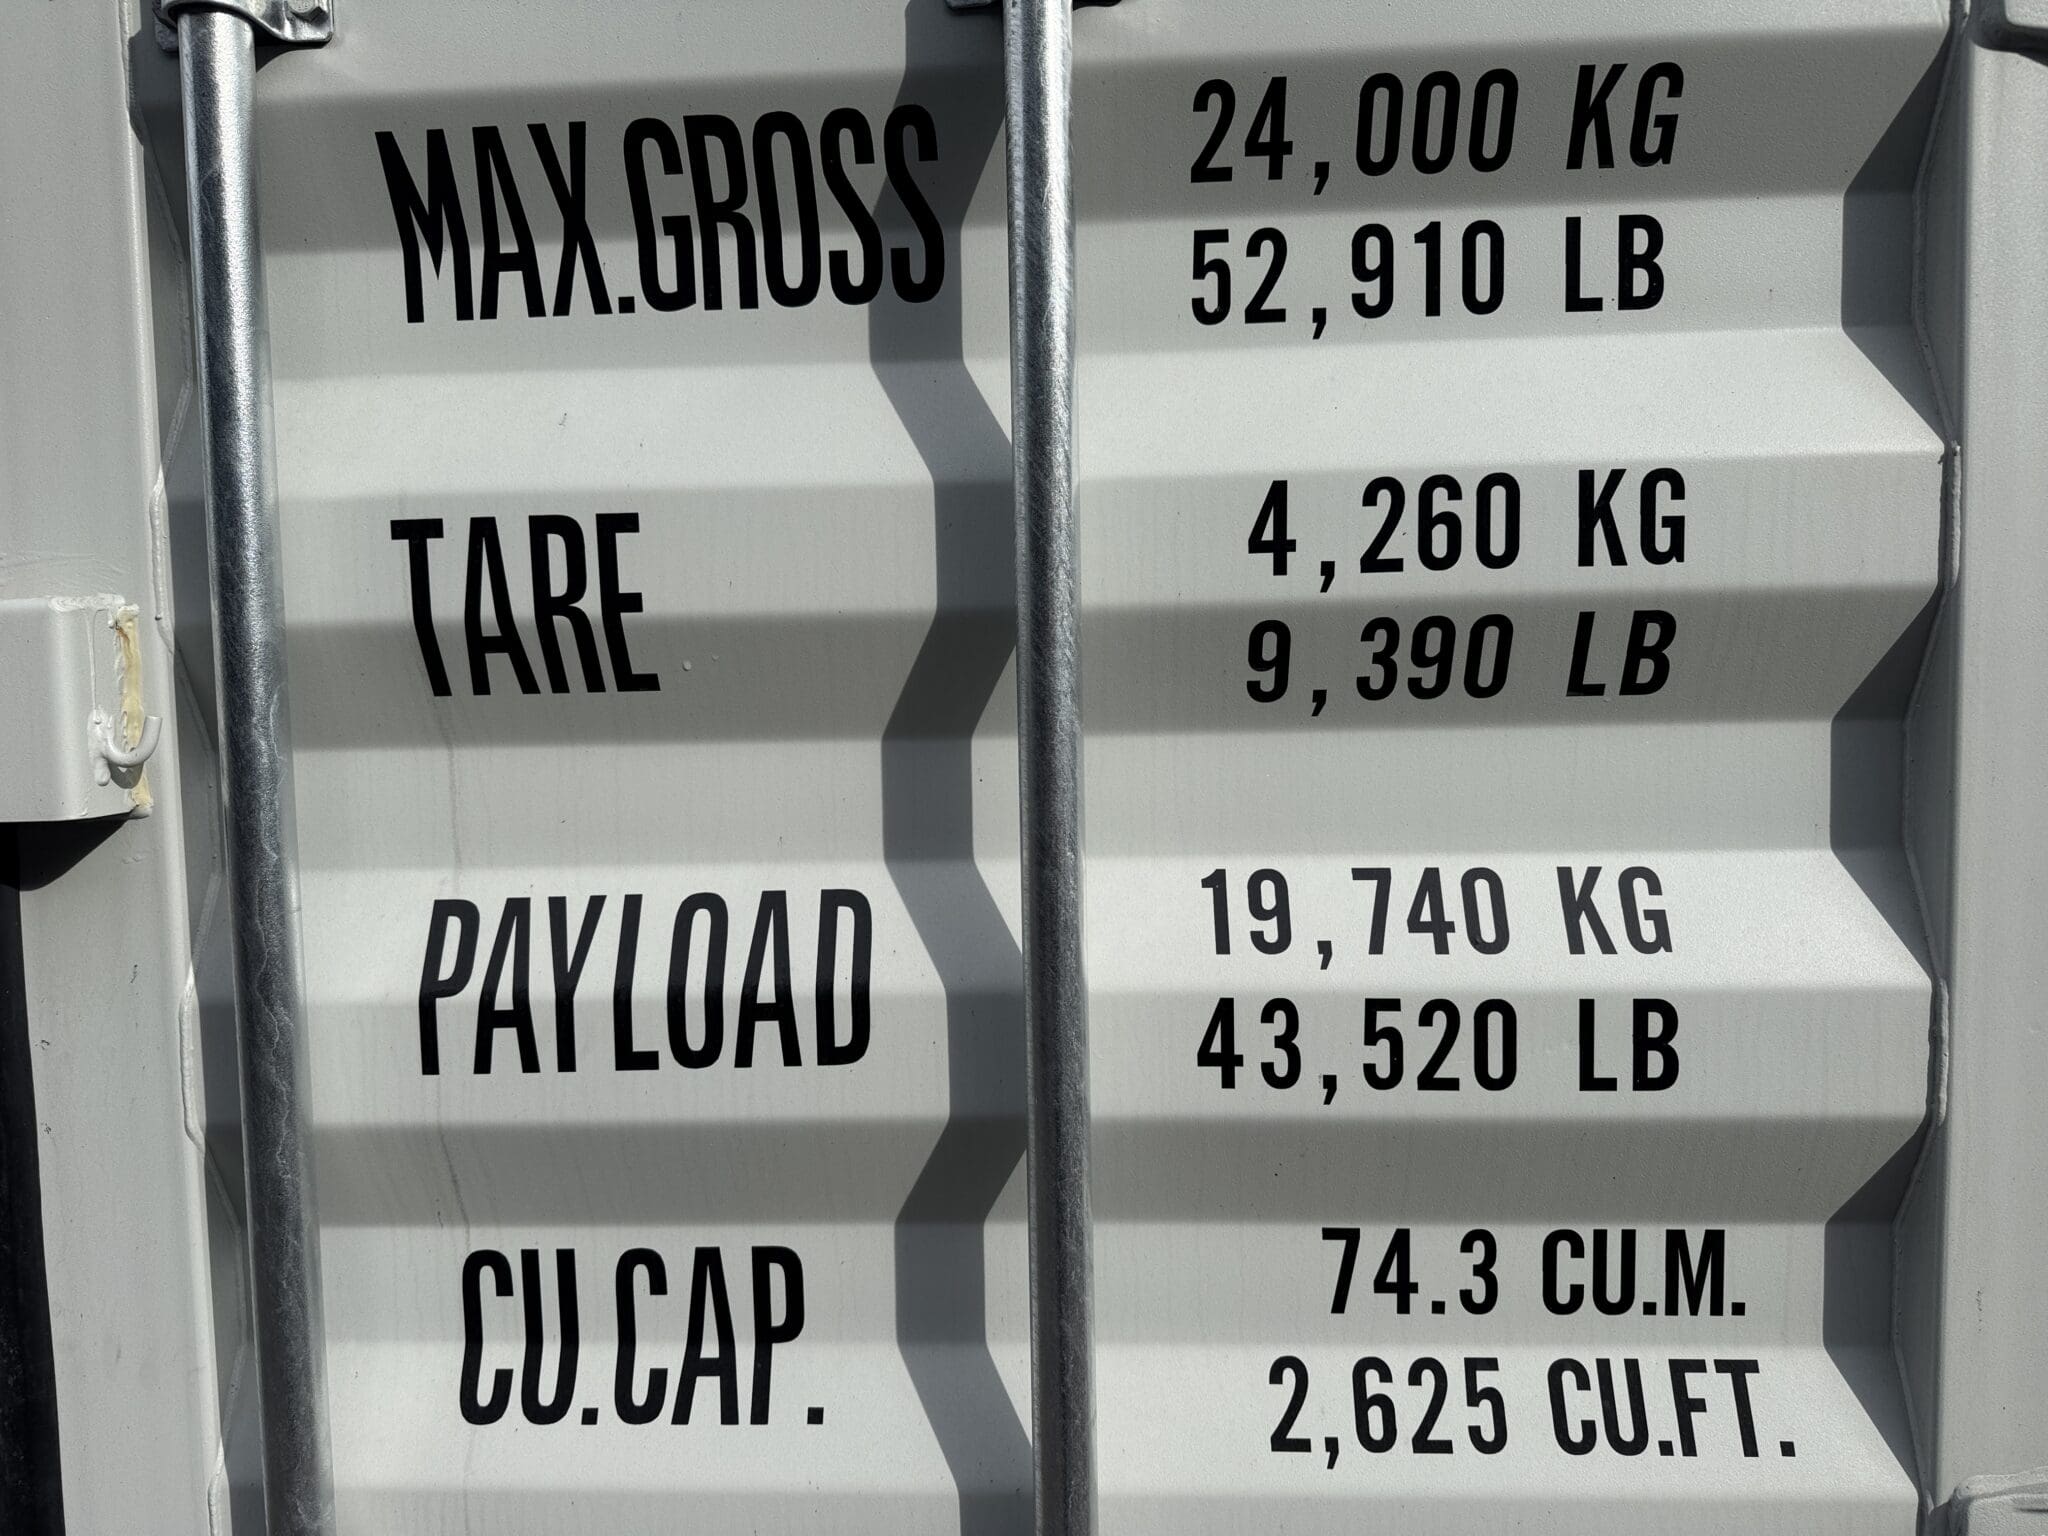 MAX.GROSS 24,000 KG
52,910 LB
TARE 4,260 KG
9,390 LB
PAYLOAD 19,740 KG
43,520 LB
CU.CAP. 74.3 CU.M.
2,625 CU.FT.